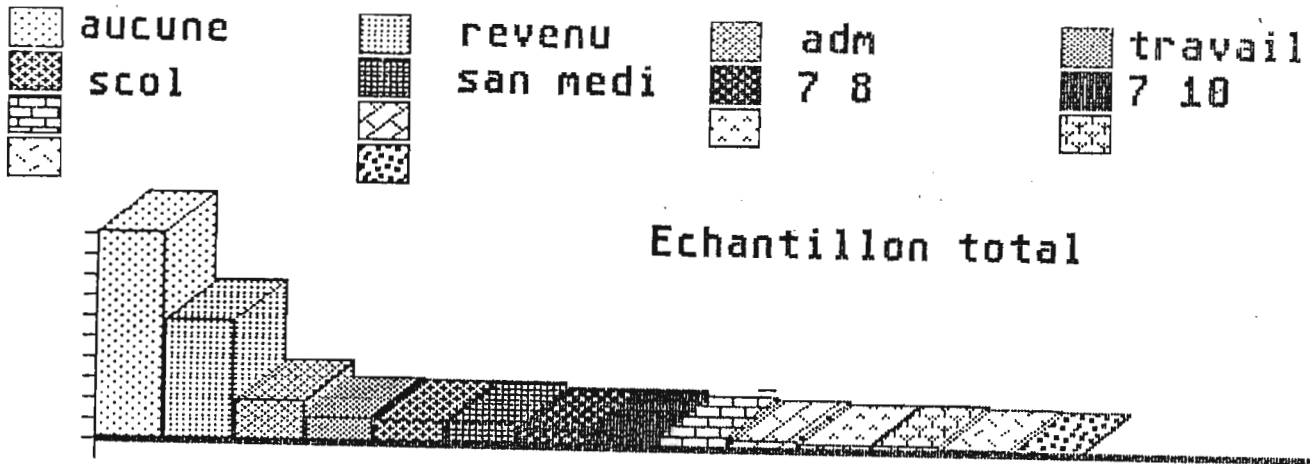 aucune revenu adm travail
scol san medi 7 8 7 10
Echantillon total